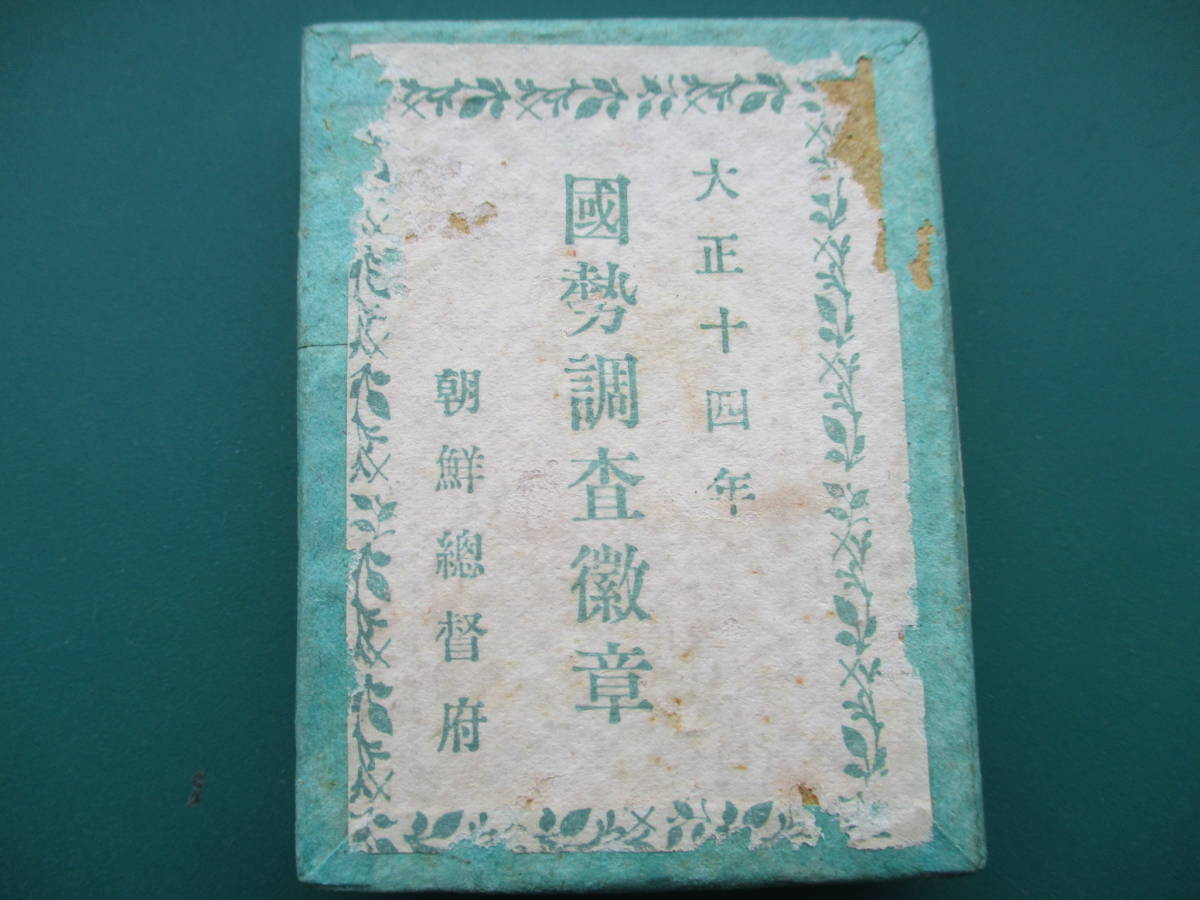 大正十四年
國勢調査徽章
朝鮮總督府